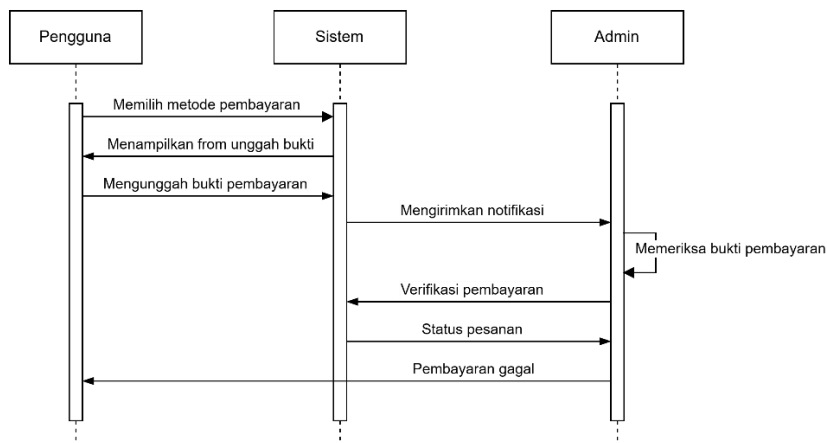 Pengguna
Sistem
Admin
Memilih metode pembayaran
Menampilkan from unggah bukti
Mengunggah bukti pembayaran
Mengirimkan notifikasi
Memeriksa bukti pembayaran
Verifikasi pembayaran
Status pesanan
Pembayaran gagal